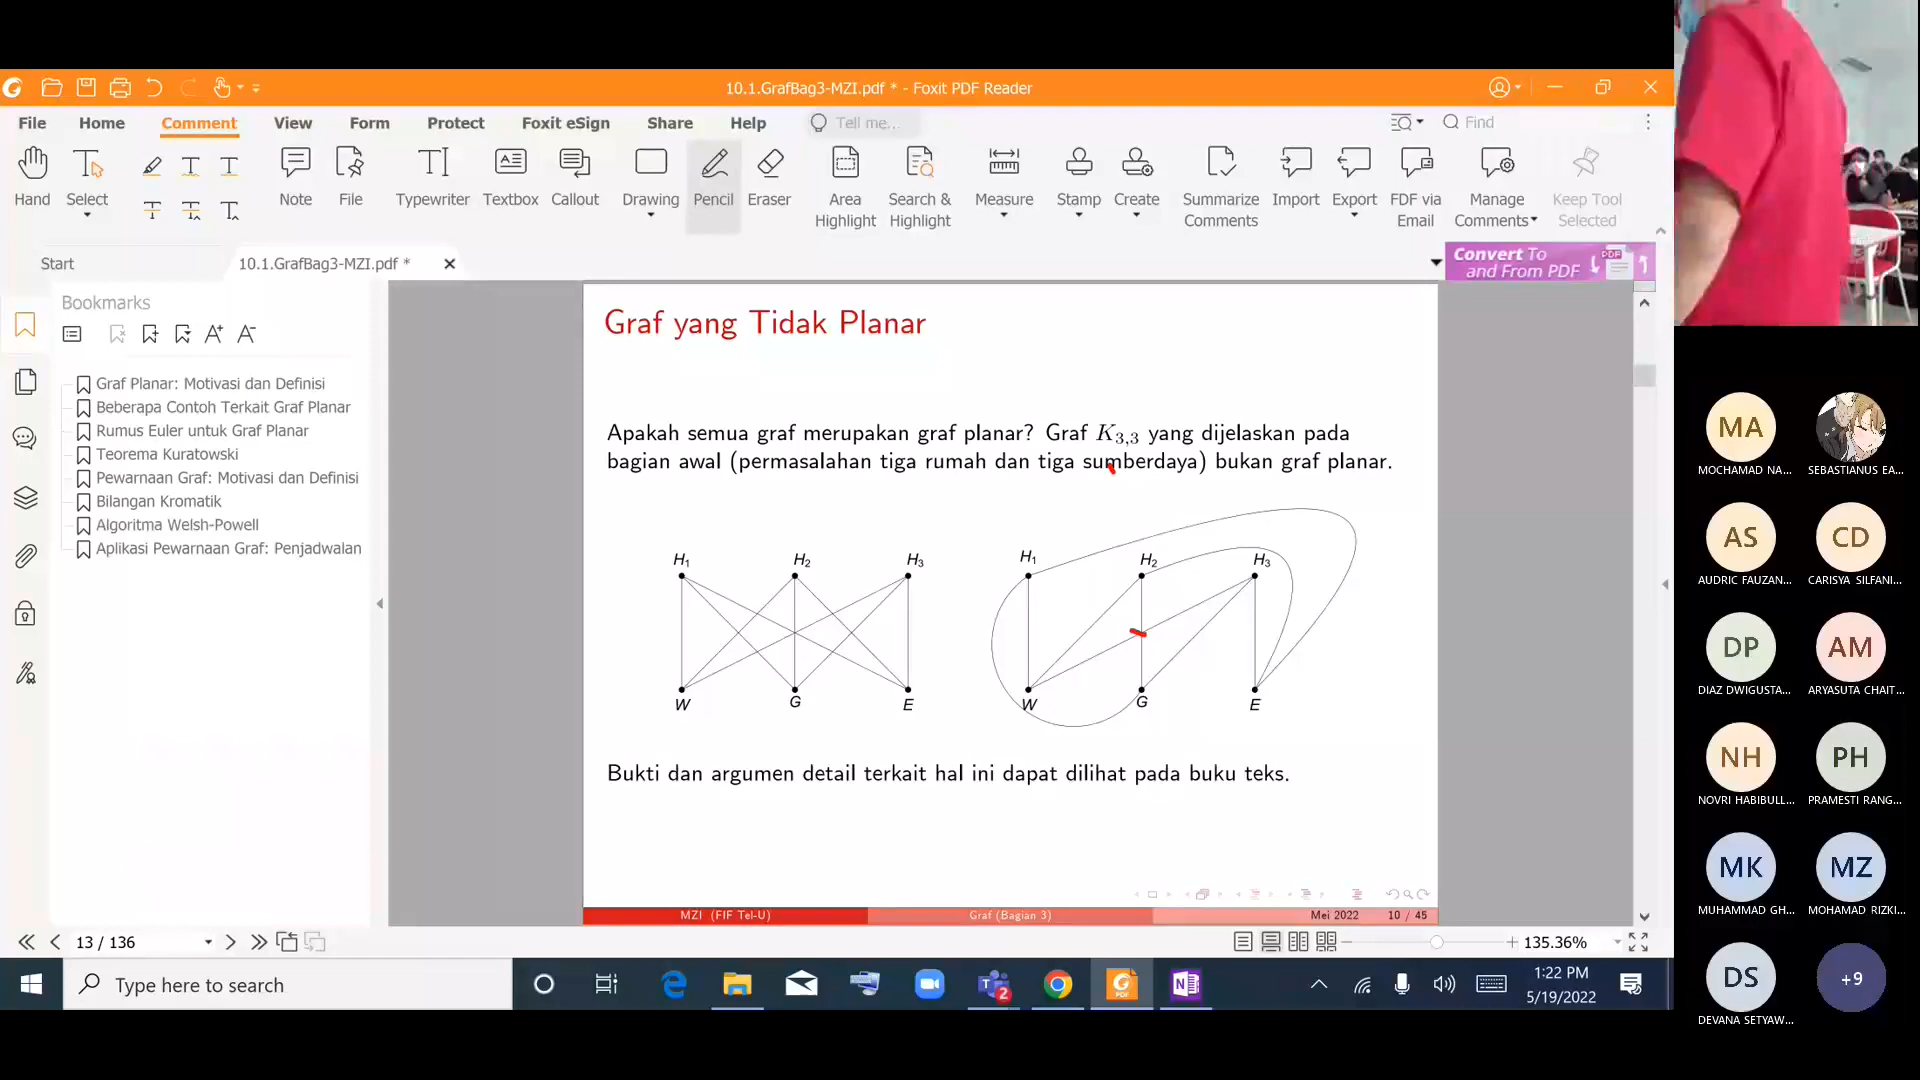 10.1.GrafBag3-MZI.pdf * - Foxit PDF Reader
File Home Comment View Form Protect Foxit eSign Share Help Tell me... Find
Hand Select Note File Typewriter Textbox Callout Drawing Pencil Eraser Area Highlight Search & Highlight Measure Stamp Create Summarize Comments Import Export FDF via Email Manage Comments Keep Tool Selected
Start 10.1.GrafBag3-MZI.pdf *
Convert To
and From PDF
PDF
Bookmarks
Graf Planar: Motivasi dan Definisi
Beberapa Contoh Terkait Graf Planar
Rumus Euler untuk Graf Planar
Teorema Kuratowski
Pewarnaan Graf: Motivasi dan Definisi
Bilangan Kromatik
Algoritma Welsh-Powell
Aplikasi Pewarnaan Graf: Penjadwalan
Graf yang Tidak Planar
Apakah semua graf merupakan graf planar? Graf K3,3 yang dijelaskan pada
bagian awal (permasalahan tiga rumah dan tiga sumberdaya) bukan graf planar.
H1 H2 H3 H1 H2 H3
W G E W G E
Bukti dan argumen detail terkait hal ini dapat dilihat pada buku teks.
MZI (FIF Tel-U) Graf (Bagian 3) Mei 2022 10 / 45
13 / 136 135.36%
Type here to search
2
1:22 PM
5/19/2022
MA
MOCHAMAD NA... SEBASTIANUS EA...
AS CD
AUDRIC FAUZAN... CARISYA SILFANI...
DP AM
DIAZ DWIGUSTA... ARYASUTA CHAIT...
NH PH
NOVRI HABIBULL... PRAMESTI RANG...
MK MZ
MUHAMMAD GH... MOHAMAD RIZKI...
DS +9
DEVANA SETYAW...